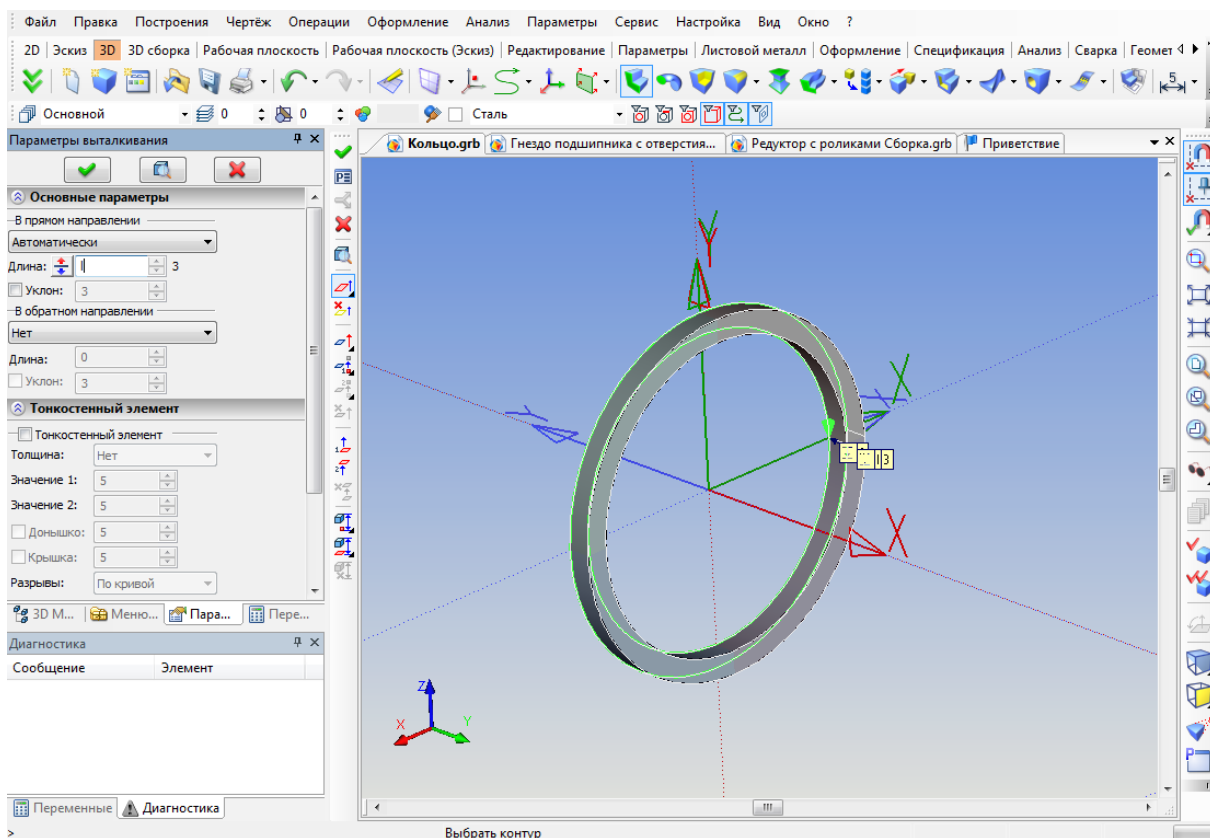 Файл Правка Построения Чертёж Операции Оформление Анализ Параметры Сервис Настройка Вид Окно ?
2D Эскиз 3D 3D сборка Рабочая плоскость Рабочая плоскость (Эскиз) Редактирование Параметры Листовой металл Оформление Спецификация Анализ Сварка Геомет
5
Основной 0 0 Сталь
Параметры выталкивания
Кольцо.grb Гнездо подшипника с отверстия... Редуктор с роликами Сборка.grb Приветствие
Основные параметры
В прямом направлении
Автоматически
Длина: l 3
Уклон: 3
В обратном направлении
Нет
Длина: 0
Уклон: 3
Тонкостенный элемент
Тонкостенный элемент
Толщина: Нет
Значение 1: 5
Значение 2: 5
Донышко: 5
Крышка: 5
Разрывы: По кривой
3D М... Меню... Пара... Пере...
Диагностика
Сообщение Элемент
Переменные Диагностика
Y
X
Y
l 3
X
Z
X Y
> Выбрать контур